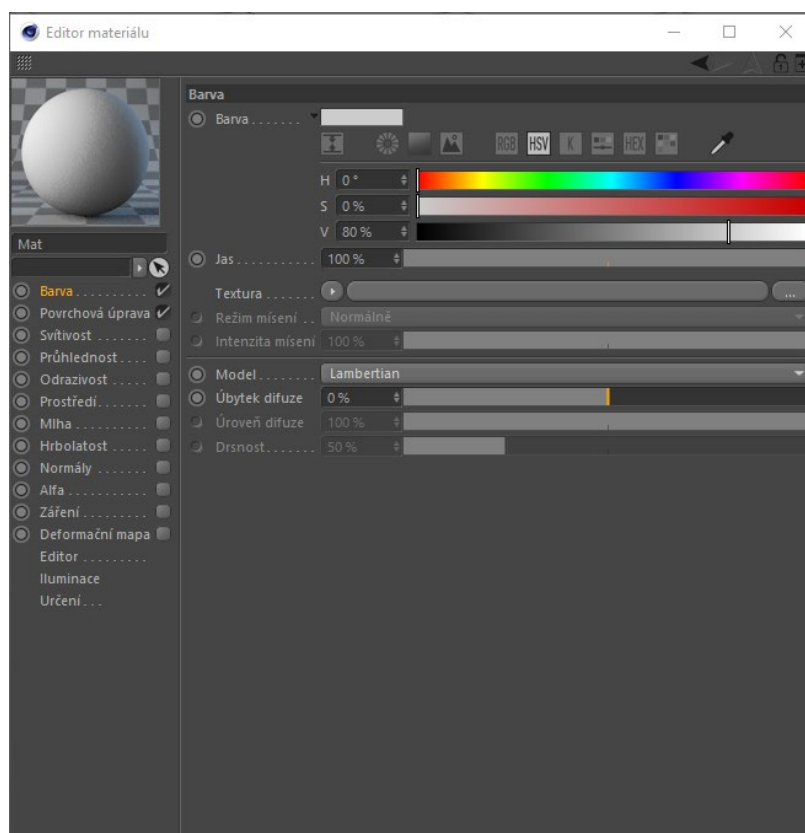 Editor materiálu
Barva
Barva . . . . . . .
RGB HSV K HEX
H 0 °
S 0 %
V 80 %
Jas . . . . . . . . . . 100 %
Textura . . . . . . . ...
Režim mísení . . Normálně
Intenzita mísení 100 %
Model . . . . . . . . Lambertian
Úbytek difuze 0 %
Úroveň difuze 100 %
Drsnost . . . . . . . 50 %
Mat
Barva . . . . . . . . . .
Povrchová úprava
Svítivost . . . . . . .
Průhlednost . . . .
Odrazivost . . . . .
Prostředí . . . . . . .
Mlha . . . . . . . . . .
Hrbolatost . . . . .
Normály . . . . . . .
Alfa . . . . . . . . . . .
Záření . . . . . . . . .
Deformační mapa
Editor . . . . . . . . .
Iluminace
Určení . . .